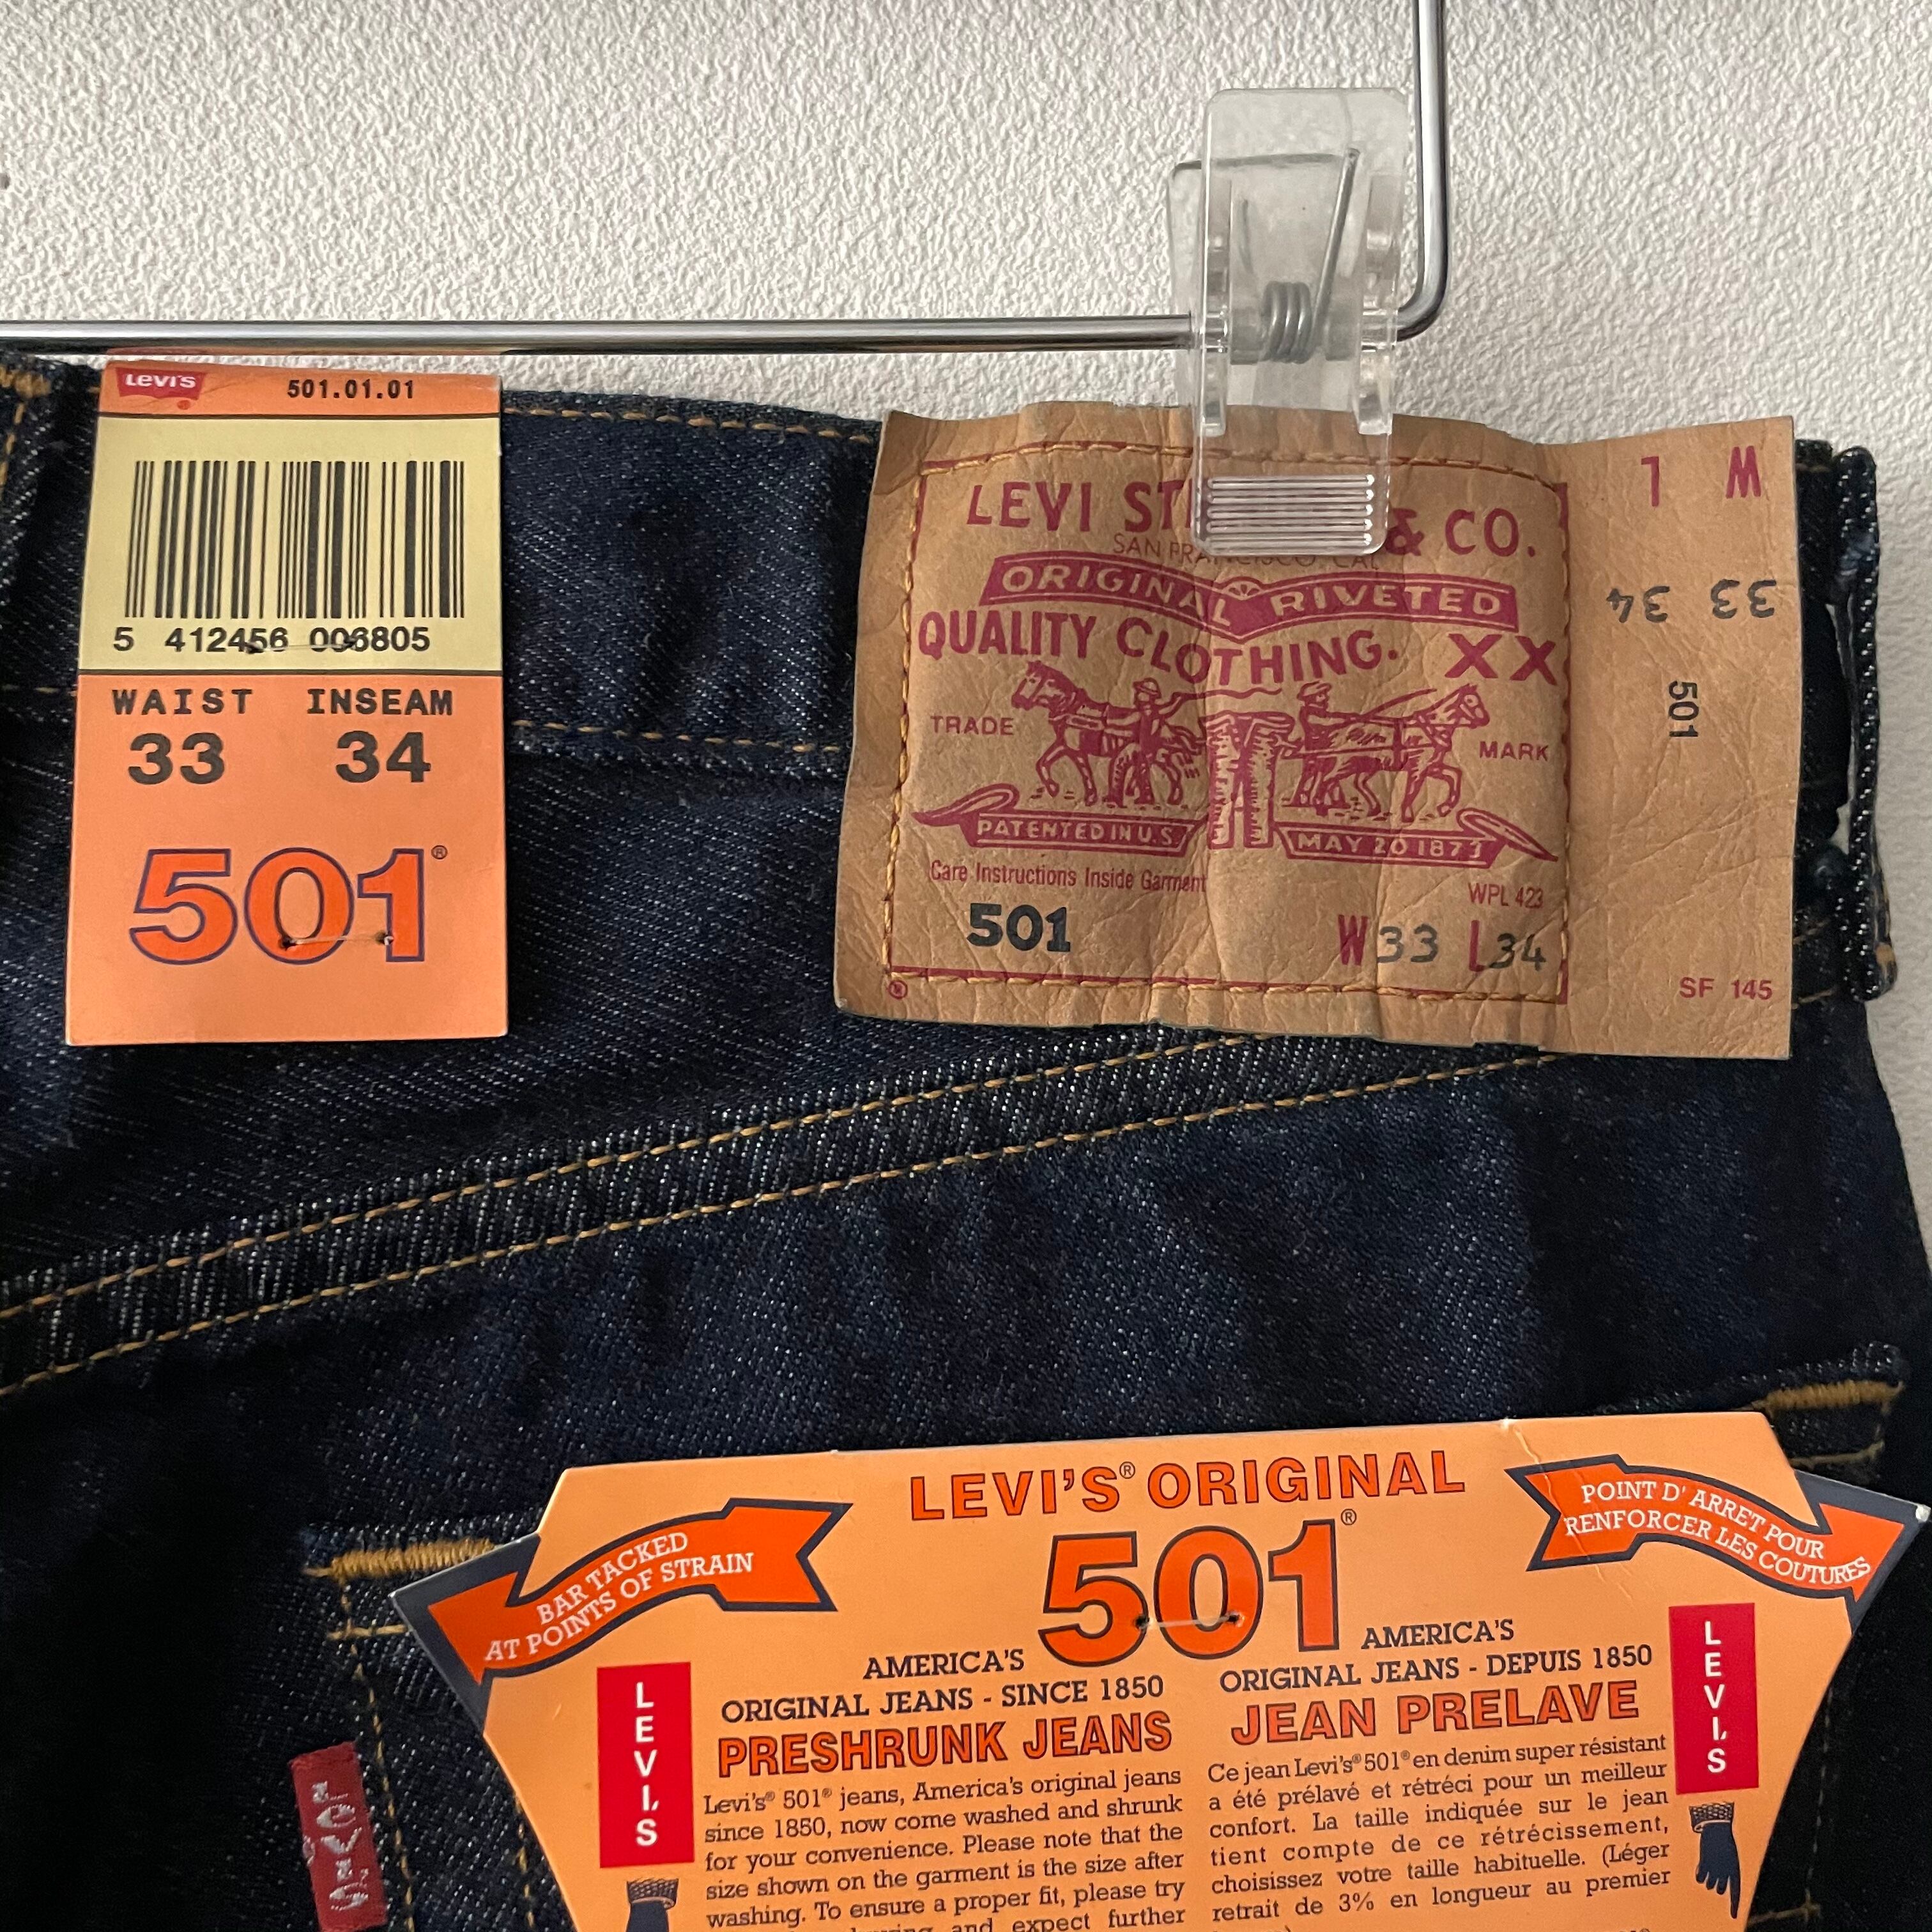 LEVI'S
501.01.01
5 412456 006805
WAIST INSEAM
33 34
501®
LEVI & CO.
SAN FRANCISCO, CAL
ORIGINAL RIVETED
QUALITY CLOTHING. XX
TRADE MARK
PATENTED IN U.S. MAY 20 1873
Care Instructions Inside Garment
WPL 423
501 W33 L34
®
W L
33 34
501
SF 145
LEVI'S® ORIGINAL
501®
BAR TACKED
AT POINTS OF STRAIN
POINT D'ARRET POUR
RENFORCER LES COUTURES
LEVI'S
AMERICA'S
ORIGINAL JEANS - SINCE 1850
PRESHRUNK JEANS
Levi's® 501® jeans, America's original jeans
since 1850, now come washed and shrunk
for your convenience. Please note that the
size shown on the garment is the size after
washing. To ensure a proper fit, please try
and expect further
AMERICA'S
ORIGINAL JEANS - DEPUIS 1850
JEAN PRELAVE
Ce jean Levi's® 501® en denim super résistant
a été prélavé et rétréci pour un meilleur
confort. La taille indiquée sur le jean
tient compte de ce rétrécissement,
choisissez votre taille habituelle. (Léger
retrait de 3% en longueur au premier
LEVI'S
LEVI'S